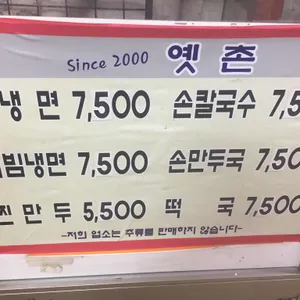 Since 2000 옛촌
냉 면 7,500 손칼국수 7,5
빔냉면 7,500 손만두국 7,50
진만두 5,500 떡 국 7,500
-저희 업소는 주류를 판매하지 않습니다-